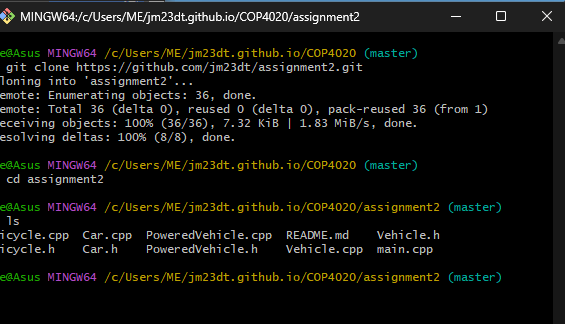 MINGW64:/c/Users/ME/jm23dt.github.io/COP4020/assignment2
e@Asus MINGW64 /c/Users/ME/jm23dt.github.io/COP4020 (master)
git clone https://github.com/jm23dt/assignment2.git
loning into 'assignment2'...
emote: Enumerating objects: 36, done.
emote: Total 36 (delta 0), reused 0 (delta 0), pack-reused 36 (from 1)
eceiving objects: 100% (36/36), 7.32 KiB | 1.83 MiB/s, done.
esolving deltas: 100% (8/8), done.
e@Asus MINGW64 /c/Users/ME/jm23dt.github.io/COP4020 (master)
cd assignment2
e@Asus MINGW64 /c/Users/ME/jm23dt.github.io/COP4020/assignment2 (master)
ls
icycle.cpp Car.cpp PoweredVehicle.cpp README.md Vehicle.h
icycle.h Car.h PoweredVehicle.h Vehicle.cpp main.cpp
e@Asus MINGW64 /c/Users/ME/jm23dt.github.io/COP4020/assignment2 (master)